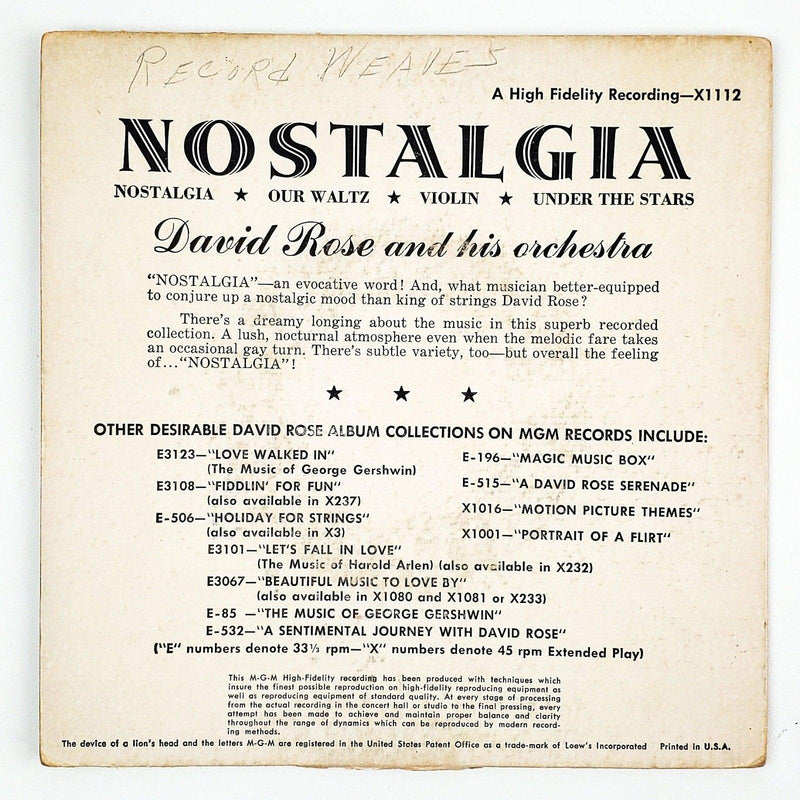 RECORD WEAVES
A High Fidelity Recording—X1112
NOSTALGIA
NOSTALGIA ★ OUR WALTZ ★ VIOLIN ★ UNDER THE STARS
David Rose and his orchestra
"NOSTALGIA"—an evocative word! And, what musician better-equipped
to conjure up a nostalgic mood than king of strings David Rose?
There's a dreamy longing about the music in this superb recorded
collection. A lush, nocturnal atmosphere even when the melodic fare takes
an occasional gay turn. There's subtle variety, too—but overall the feeling
of..."NOSTALGIA"!
★ ★ ★
OTHER DESIRABLE DAVID ROSE ALBUM COLLECTIONS ON MGM RECORDS INCLUDE:
E3123—"LOVE WALKED IN"
(The Music of George Gershwin)
E3108—"FIDDLIN' FOR FUN"
(also available in X237)
E-506—"HOLIDAY FOR STRINGS"
(also available in X3)
E-196—"MAGIC MUSIC BOX"
E-515—"A DAVID ROSE SERENADE"
X1016—"MOTION PICTURE THEMES"
X1001—"PORTRAIT OF A FLIRT"
E3101—"LET'S FALL IN LOVE"
(The Music of Harold Arlen) (also available in X232)
E3067—"BEAUTIFUL MUSIC TO LOVE BY"
(also available in X1080 and X1081 or X233)
E-85 —"THE MUSIC OF GEORGE GERSHWIN"
E-532—"A SENTIMENTAL JOURNEY WITH DAVID ROSE"
("E" numbers denote 33⅓ rpm—"X" numbers denote 45 rpm Extended Play)
This M-G-M High-Fidelity recording has been produced with techniques which
insure the finest possible reproduction on high-fidelity reproducing equipment as
well as reproducing equipment of standard quality. At every stage of processing
from the actual recording in the concert hall or studio to the final pressing, every
attempt has been made to achieve and maintain proper balance and clarity
throughout the range of dynamics which can be reproduced by modern record-
ing methods.
The device of a lion's head and the letters M-G-M are registered in the United States Patent Office as a trade-mark of Loew's Incorporated Printed in U.S.A.